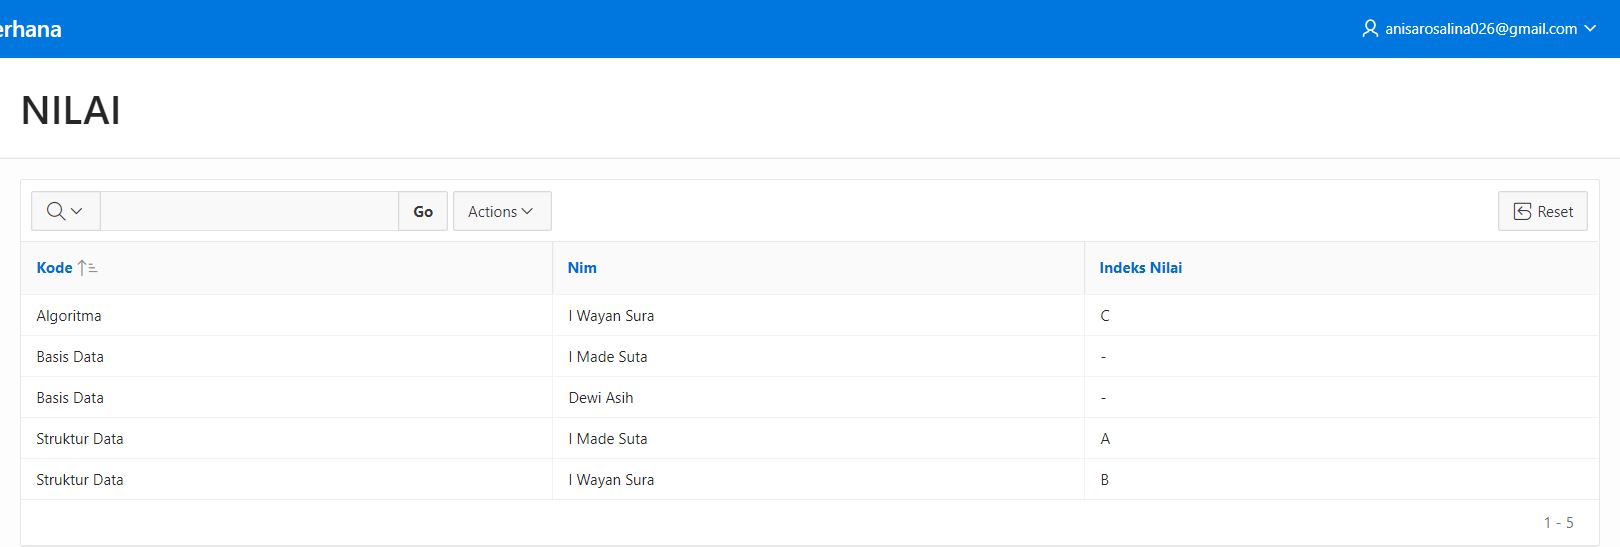 erhana anisarosalina026@gmail.com
NILAI
Go Actions Reset
Kode Nim Indeks Nilai
Algoritma I Wayan Sura C
Basis Data I Made Suta -
Basis Data Dewi Asih -
Struktur Data I Made Suta A
Struktur Data I Wayan Sura B
1 - 5